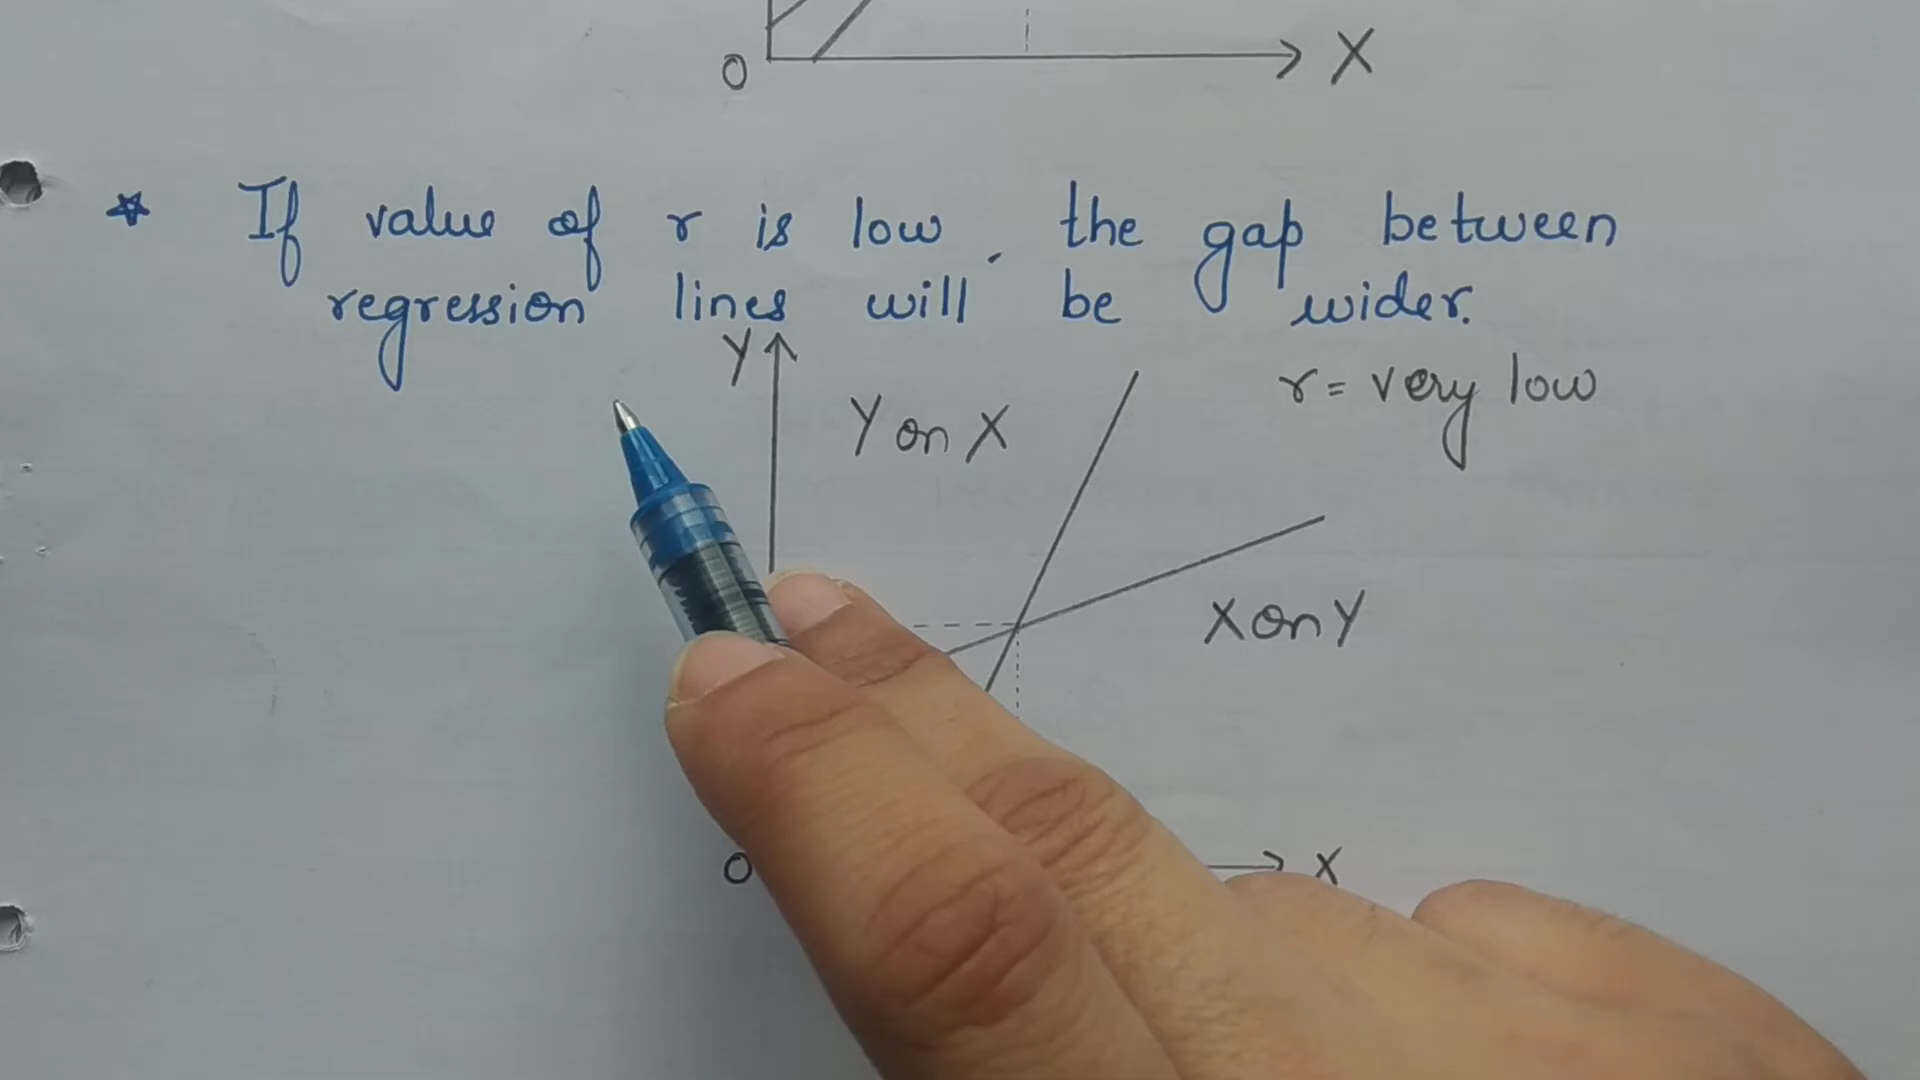 O X
☆ If value of r is low, the gap between
regression lines will be wider.
Y
r = very low
Y on X
X on Y
O X